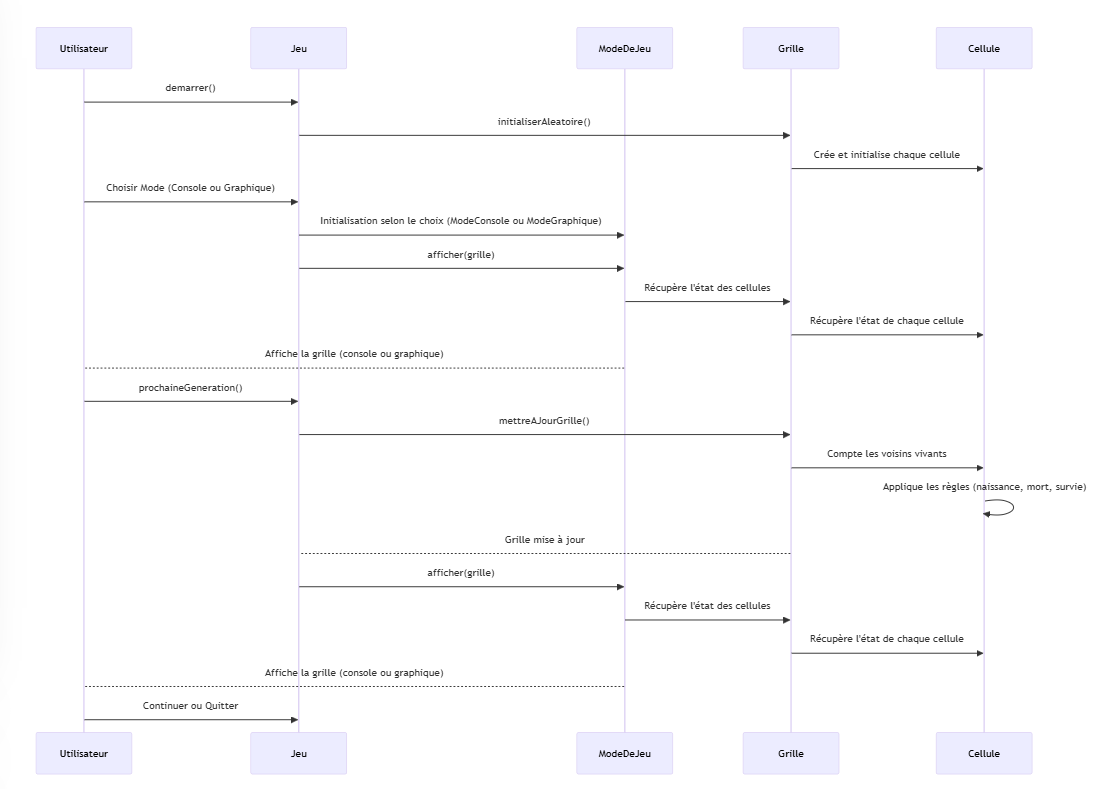 Utilisateur
Jeu
ModeDeJeu
Grille
Cellule
demarrer()
initialiserAleatoire()
Crée et initialise chaque cellule
Choisir Mode (Console ou Graphique)
Initialisation selon le choix (ModeConsole ou ModeGraphique)
afficher(grille)
Récupère l'état des cellules
Récupère l'état de chaque cellule
Affiche la grille (console ou graphique)
prochaineGeneration()
mettreAJourGrille()
Compte les voisins vivants
Applique les règles (naissance, mort, survie)
Grille mise à jour
afficher(grille)
Récupère l'état des cellules
Récupère l'état de chaque cellule
Affiche la grille (console ou graphique)
Continuer ou Quitter
Utilisateur
Jeu
ModeDeJeu
Grille
Cellule